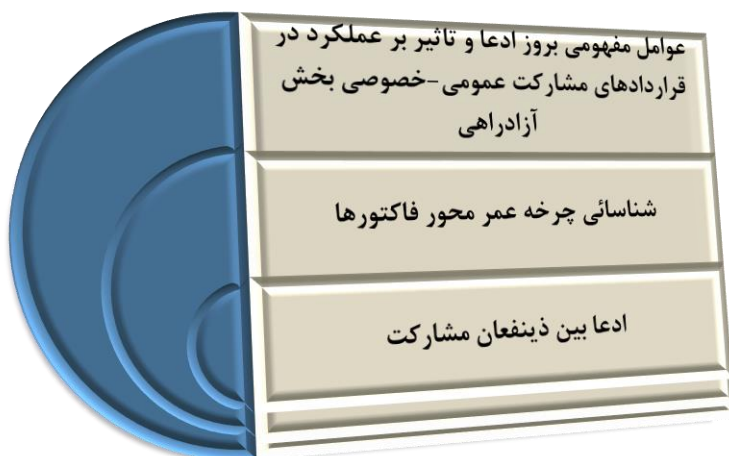 عوامل مفهومی بروز ادعا و تاثیر بر عملکرد در
قراردادهای مشارکت عمومی-خصوصی بخش
آزادراهی
شناسائی چرخه عمر محور فاکتورها
ادعا بین ذینفعان مشارکت